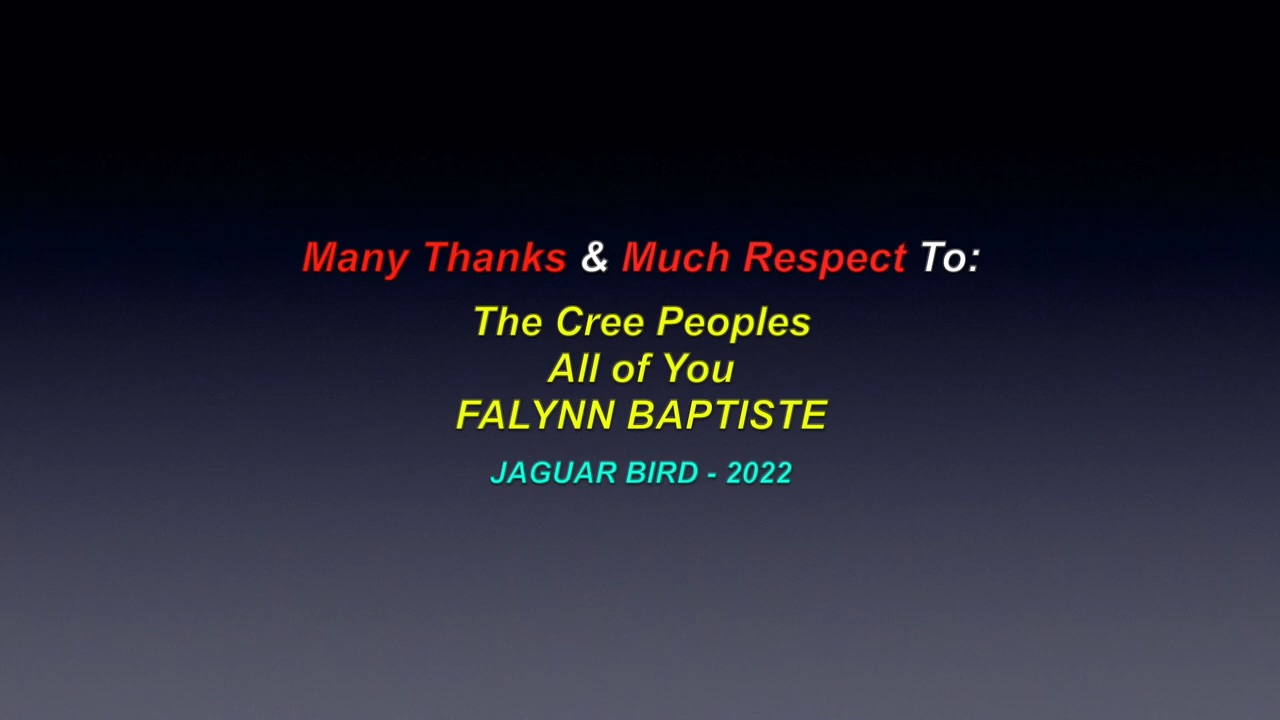 Many Thanks & Much Respect To:
The Cree Peoples
All of You
FALYNN BAPTISTE
JAGUAR BIRD - 2022